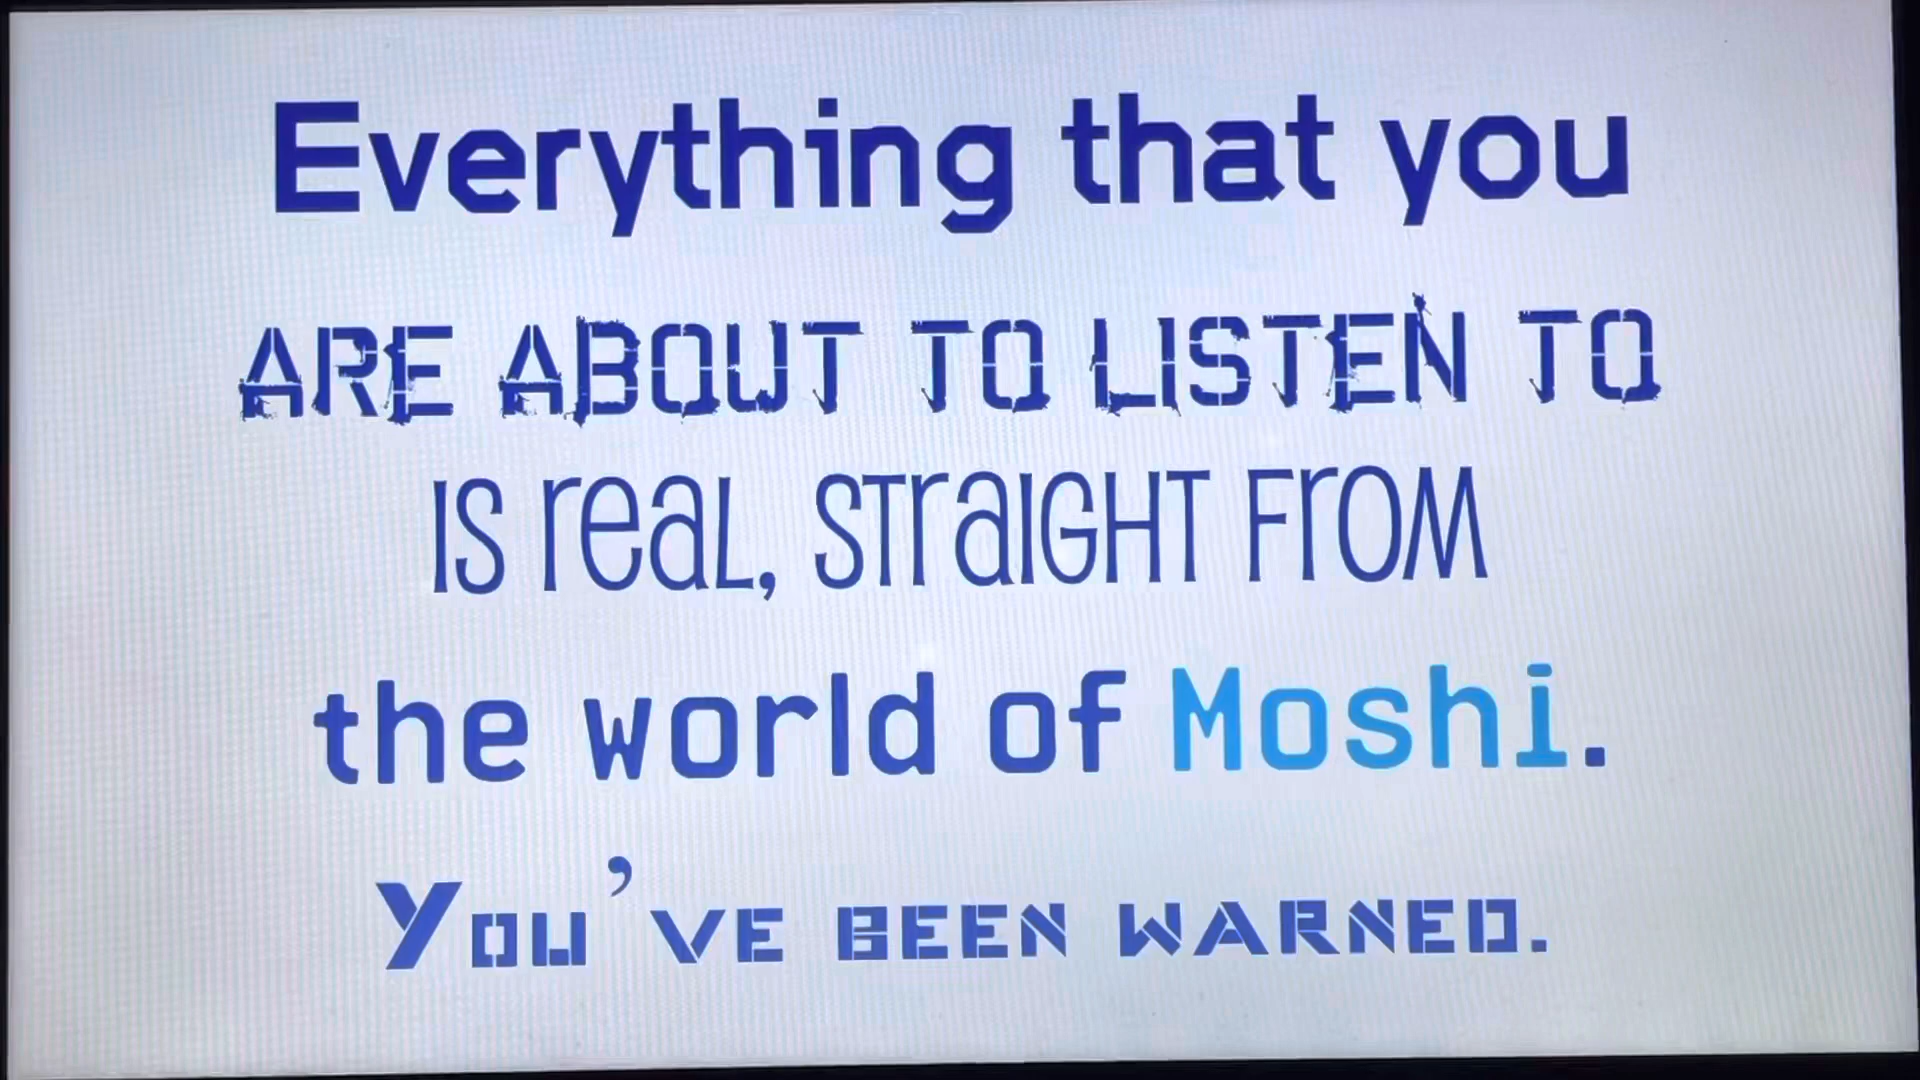 Everything that you
ARE ABOUT TO LISTEN TO
IS real, STraIGHT FrOM
the world of Moshi.
YOU'VE BEEN WARNED.